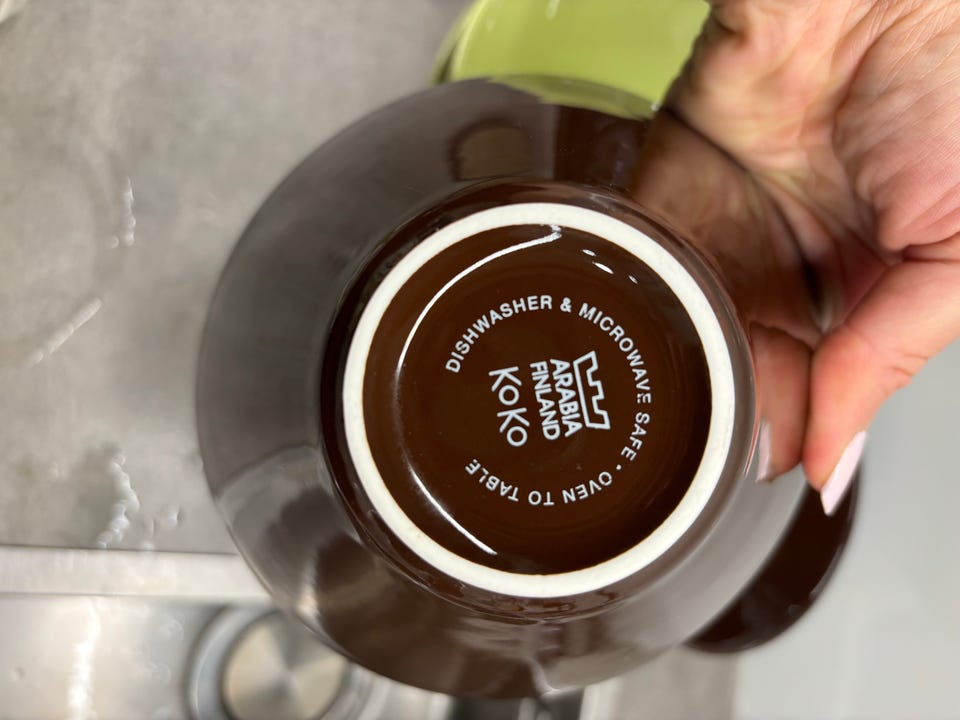 DISHWASHER & MICROWAVE SAFE · OVEN TO TABLE
ARABIA
FINLAND
KoKo